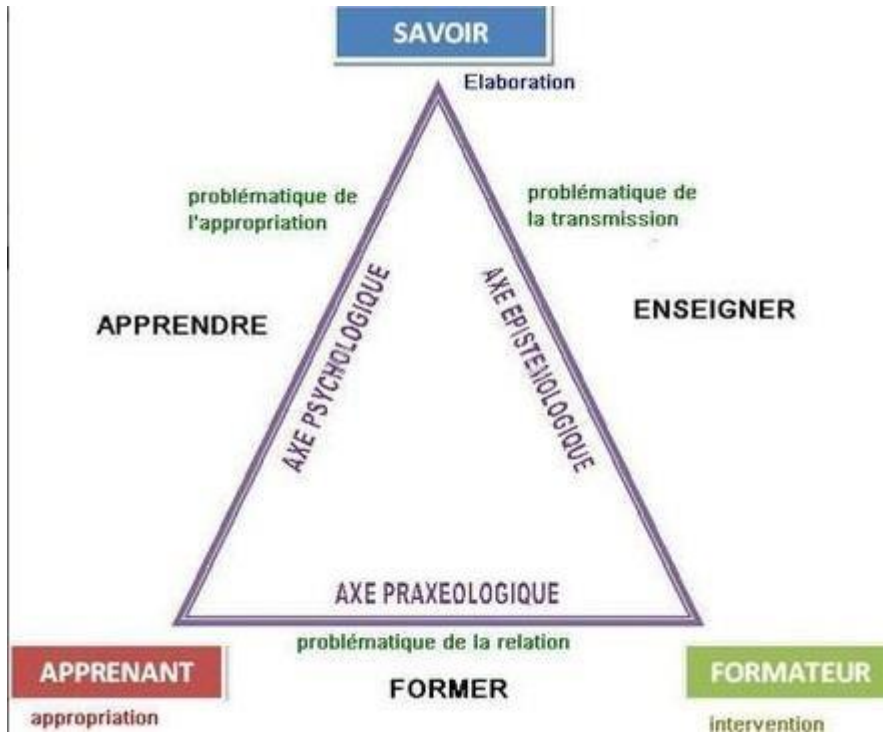 SAVOIR
Elaboration
problématique de
l'appropriation
problématique de
la transmission
APPRENDRE
ENSEIGNER
AXE PSYCHOLOGIQUE
AXE EPISTEMOLOGIQUE
AXE PRAXEOLOGIQUE
problématique de la relation
APPRENANT
FORMER
FORMATEUR
appropriation
intervention